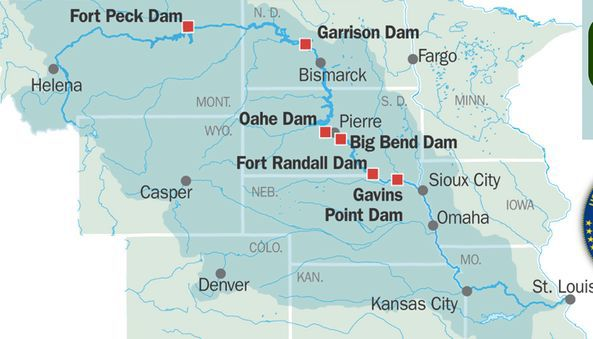 Fort Peck Dam
N. D.
Garrison Dam
Fargo
Helena
Bismarck
MONT.
S. D.
MINN.
WYO.
Oahe Dam
Pierre
Big Bend Dam
Fort Randall Dam
Casper
NEB.
Gavins
Point Dam
Sioux City
IOWA
Omaha
COLO.
MO.
Denver
KAN.
Kansas City
St. Louis